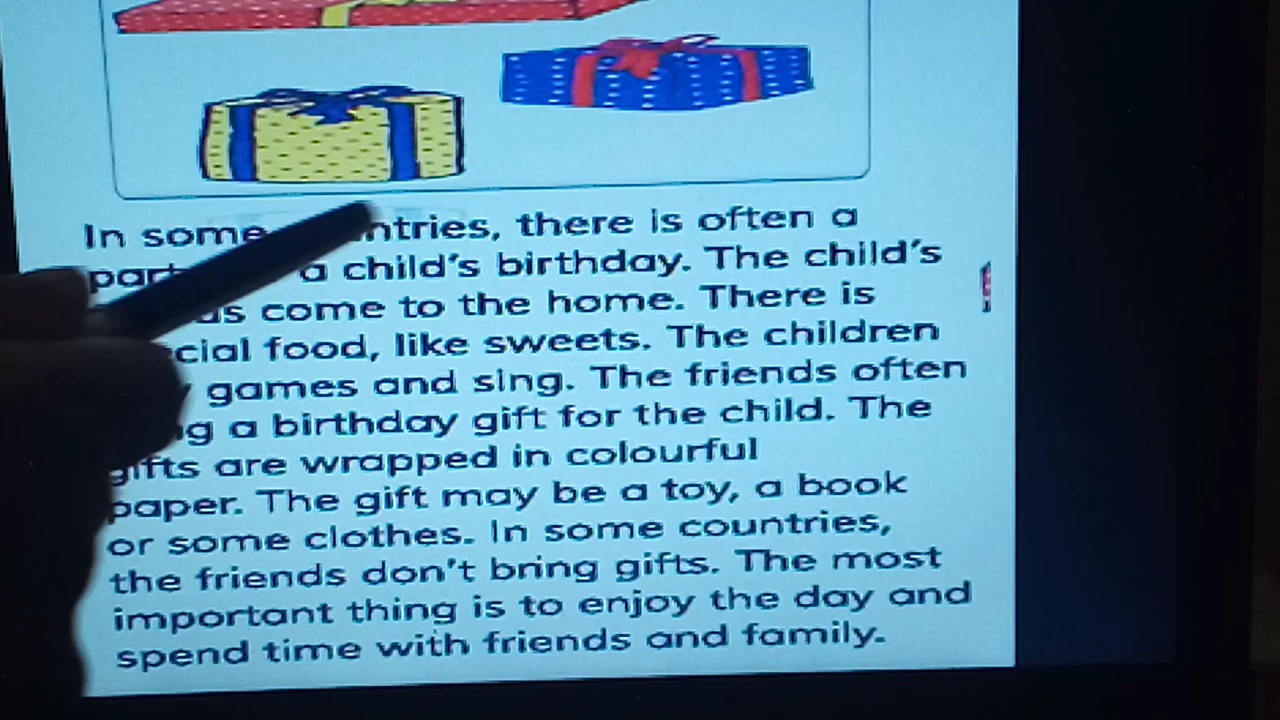 In some countries, there is often a
a child's birthday. The child's
come to the home. There is
food, like sweets. The children
games and sing. The friends often
a birthday gift for the child. The
gifts are wrapped in colourful
paper. The gift may be a toy, a book
or some clothes. In some countries,
the friends don't bring gifts. The most
important thing is to enjoy the day and
spend time with friends and family.